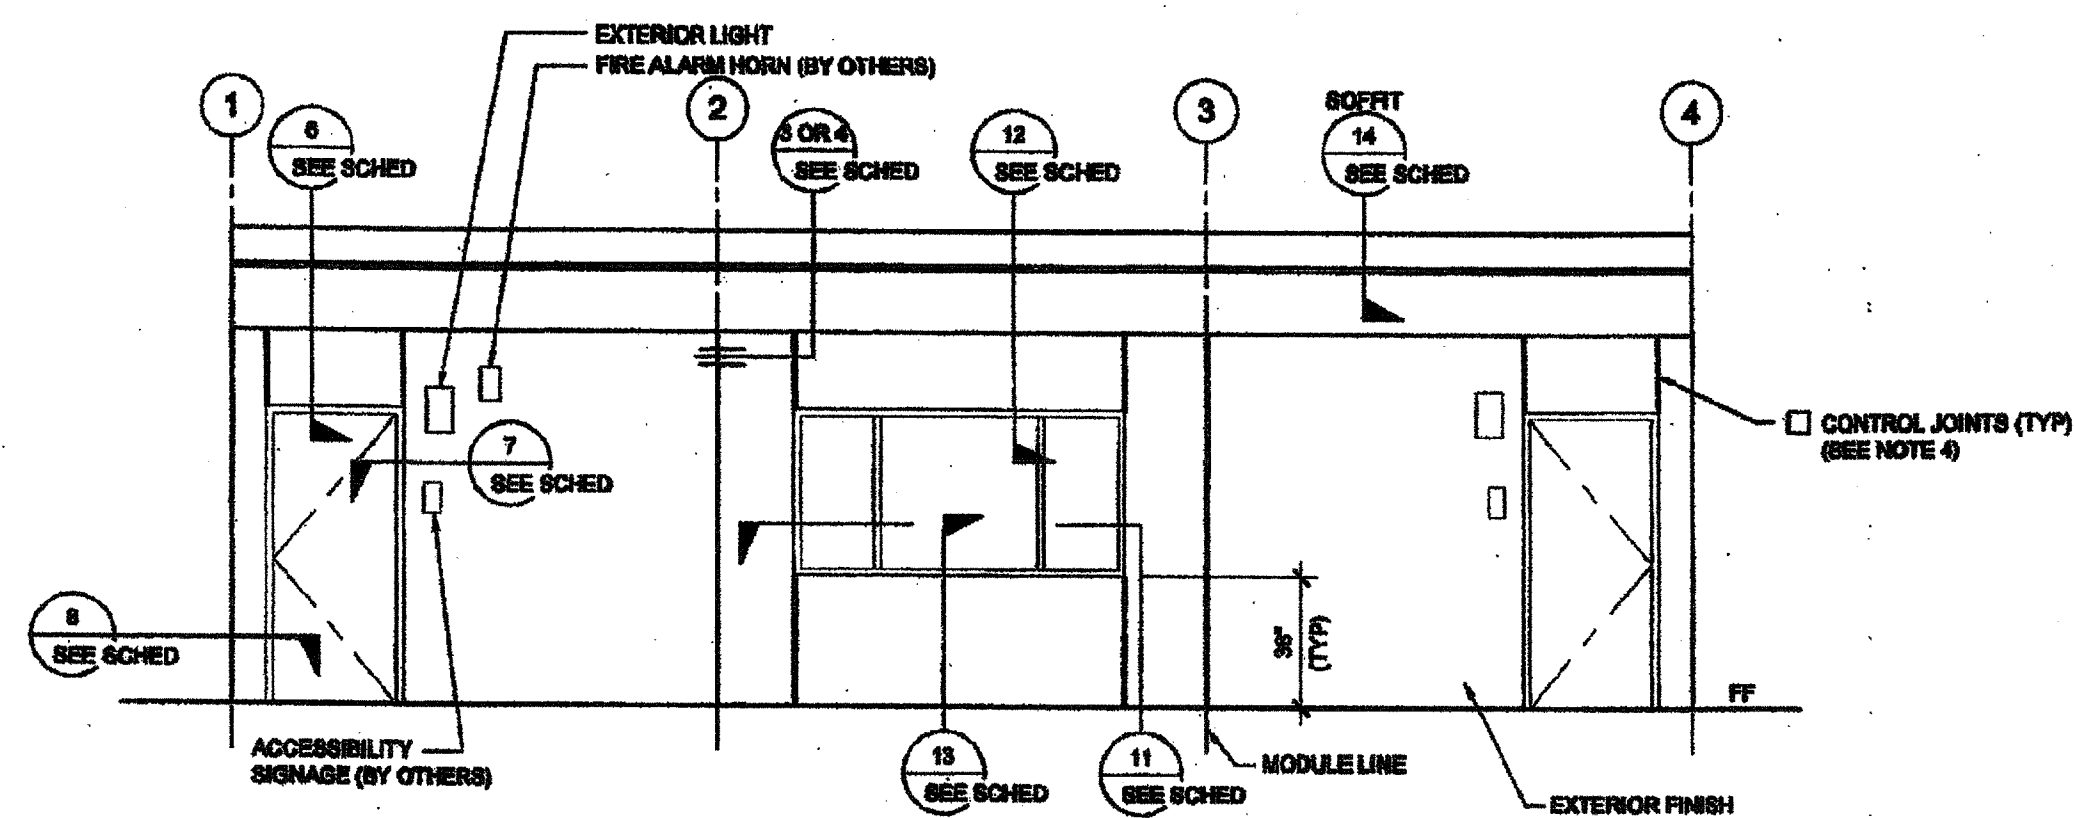 EXTERIOR LIGHT
FIRE ALARM HORN (BY OTHERS)
1
2
3
4
6
SEE SCHED
3 OR 4
SEE SCHED
12
SEE SCHED
SOFFIT
14
SEE SCHED
7
SEE SCHED
CONTROL JOINTS (TYP)
(SEE NOTE 4)
8
SEE SCHED
36"
(TYP)
FF
ACCESSIBILITY
SIGNAGE (BY OTHERS)
13
SEE SCHED
11
SEE SCHED
MODULE LINE
EXTERIOR FINISH